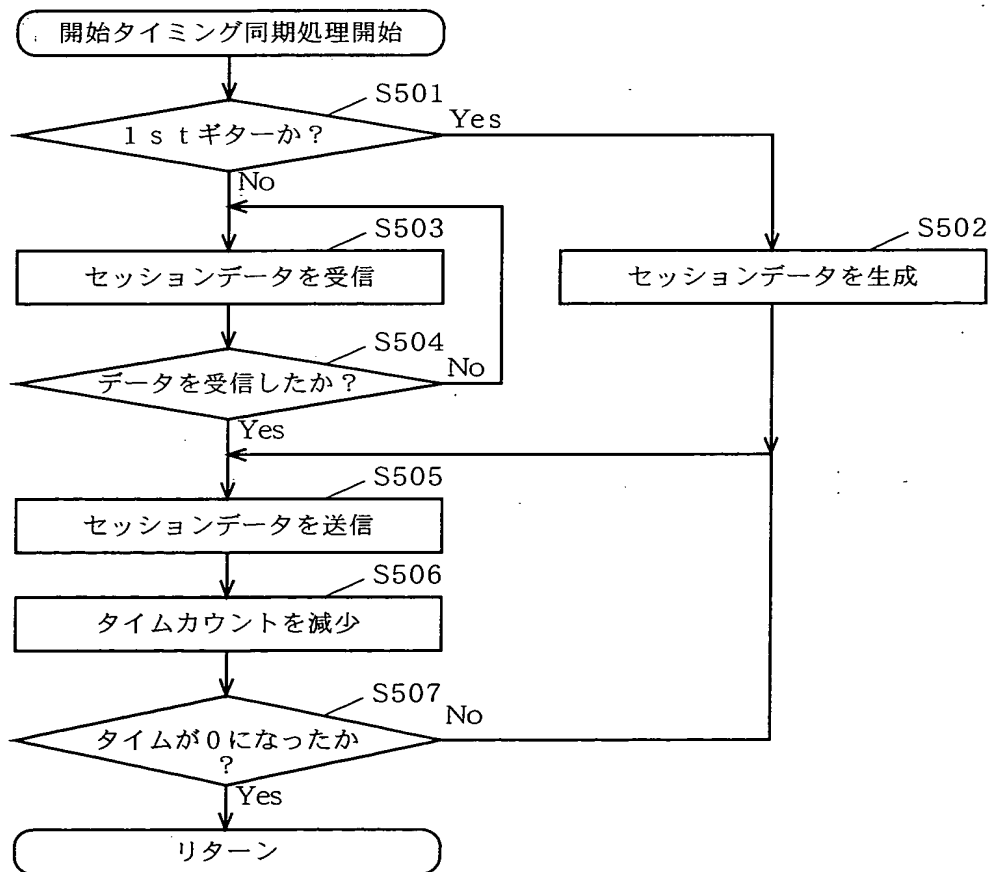 開始タイミング同期処理開始
S501
1stギターか?
Yes
No
S503
セッションデータを受信
S502
セッションデータを生成
S504
データを受信したか?
No
Yes
S505
セッションデータを送信
S506
タイムカウントを減少
S507
タイムが0になったか
?
No
Yes
リターン